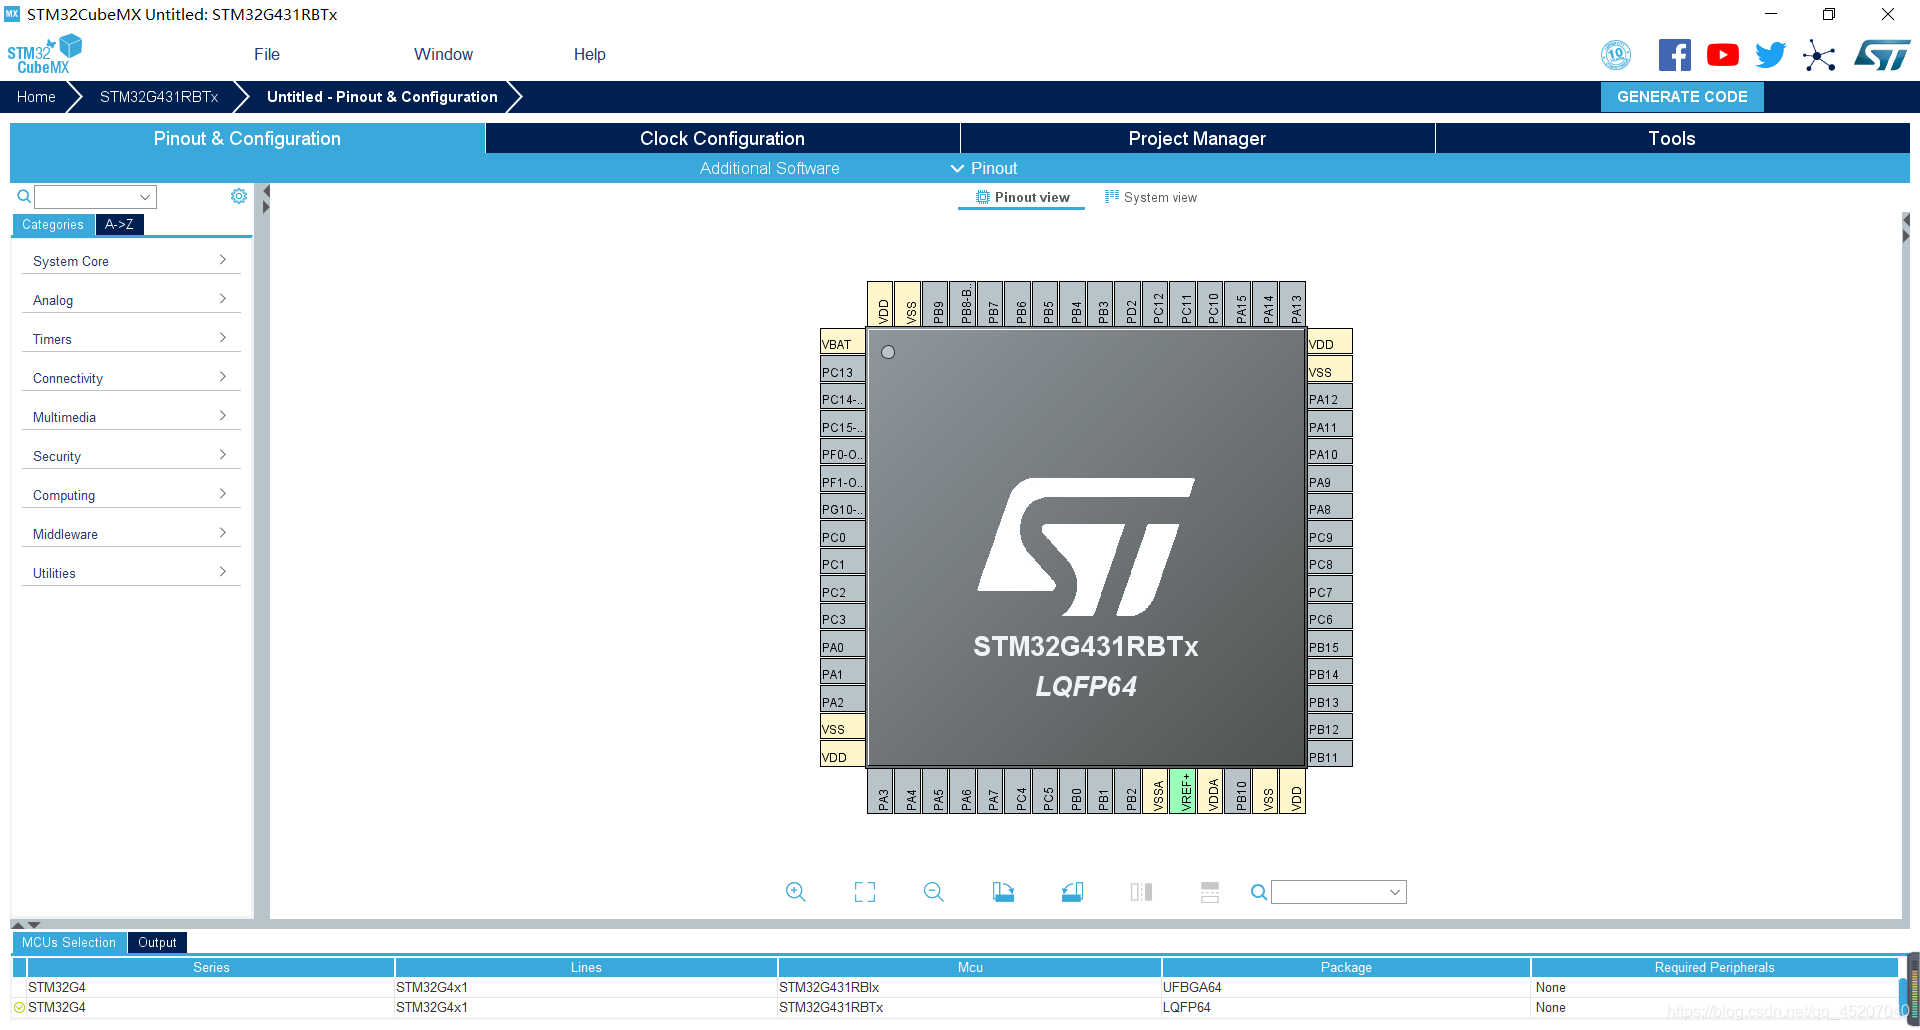 MX STM32CubeMX Untitled: STM32G431RBTx
STM32
CubeMX
File Window Help
10
ST
Home STM32G431RBTx Untitled - Pinout & Configuration GENERATE CODE
Pinout & Configuration Clock Configuration Project Manager Tools
Additional Software Pinout
Pinout view System view
Categories A->Z
System Core
Analog
Timers
Connectivity
Multimedia
Security
Computing
Middleware
Utilities
VDD VSS PB9 PB8-B.. PB7 PB6 PB5 PB4 PB3 PD2 PC12 PC11 PC10 PA15 PA14 PA13
VBAT VDD
PC13 VSS
PC14-.. PA12
PC15-.. PA11
PF0-O.. PA10
PF1-O.. PA9
PG10-.. PA8
PC0 PC9
PC1 PC8
PC2 PC7
PC3 PC6
PA0 PB15
PA1 PB14
PA2 PB13
VSS PB12
VDD PB11
ST
STM32G431RBTx
LQFP64
PA3 PA4 PA5 PA6 PA7 PC4 PC5 PB0 PB1 PB2 VSSA VREF+ VDDA PB10 VSS VDD
MCUs Selection Output
Series Lines Mcu Package Required Peripherals
STM32G4 STM32G4x1 STM32G431RBIx UFBGA64 None
STM32G4 STM32G4x1 STM32G431RBTx LQFP64 None
https://blog.csdn.net/qq_45207040